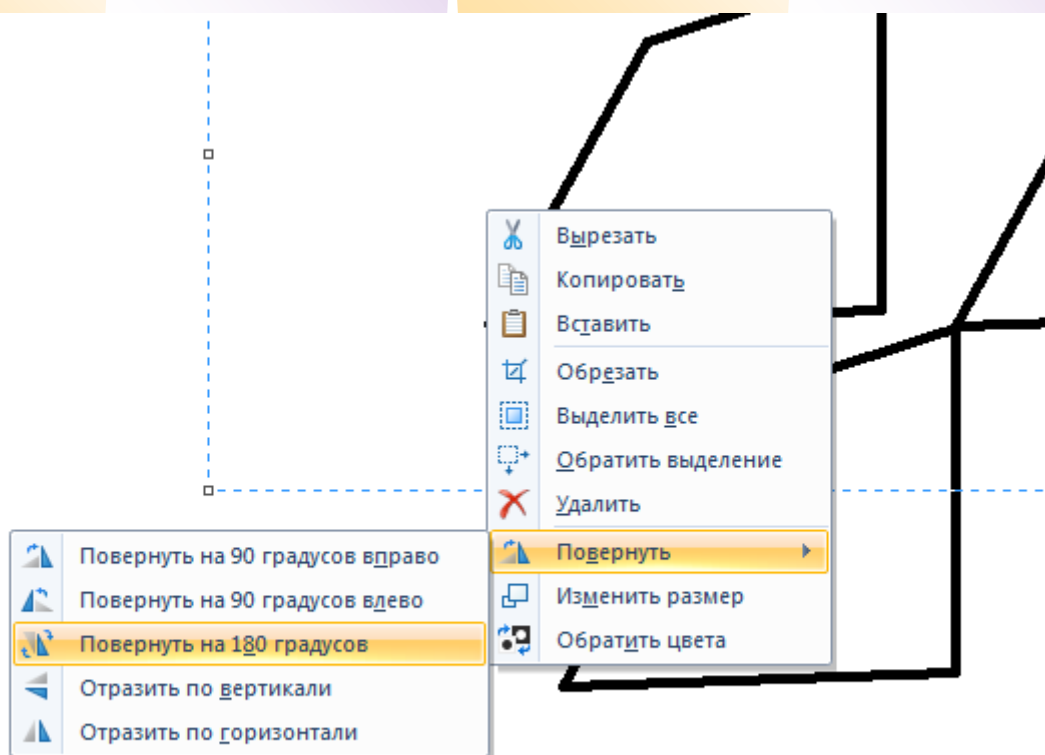 Вырезать
Копировать
Вставить
Обрезать
Выделить все
Обратить выделение
Удалить
Повернуть
Изменить размер
Обратить цвета
Повернуть на 90 градусов вправо
Повернуть на 90 градусов влево
Повернуть на 180 градусов
Отразить по вертикали
Отразить по горизонтали